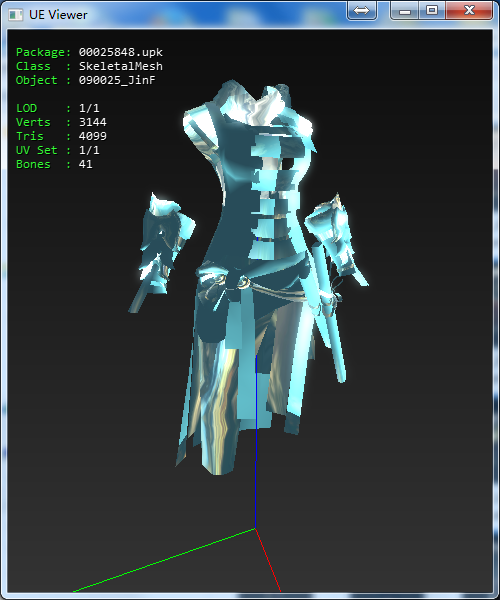 UE Viewer
Package: 00025848.upk
Class  : SkeletalMesh
Object : 090025_JinF
LOD    : 1/1
Verts  : 3144
Tris   : 4099
UV Set : 1/1
Bones  : 41